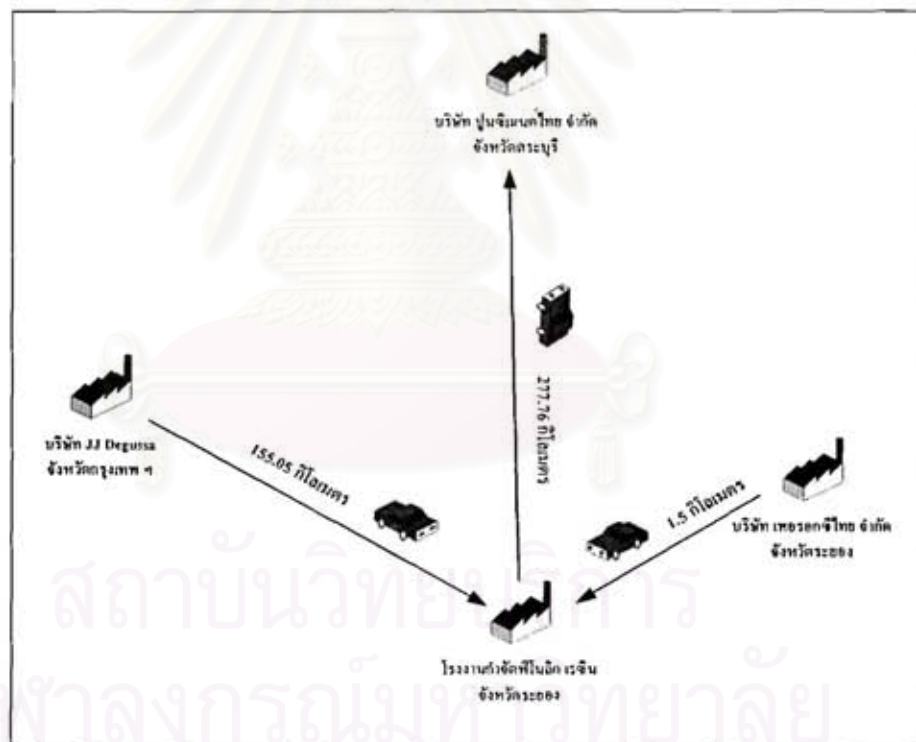 บริษัท ปูนซิเมนต์ไทย จำกัด
จังหวัดสระบุรี
277.76 กิโลเมตร
บริษัท JJ Degussa
จังหวัดกรุงเทพ ฯ
155.05 กิโลเมตร
1.5 กิโลเมตร
บริษัท เพอรอกซีไทย จำกัด
จังหวัดระยอง
โรงงานกำจัดฟีโนลิก เรซิน
จังหวัดระยอง
สถาบันวิทยบริการ
จุฬาลงกรณ์มหาวิทยาลัย